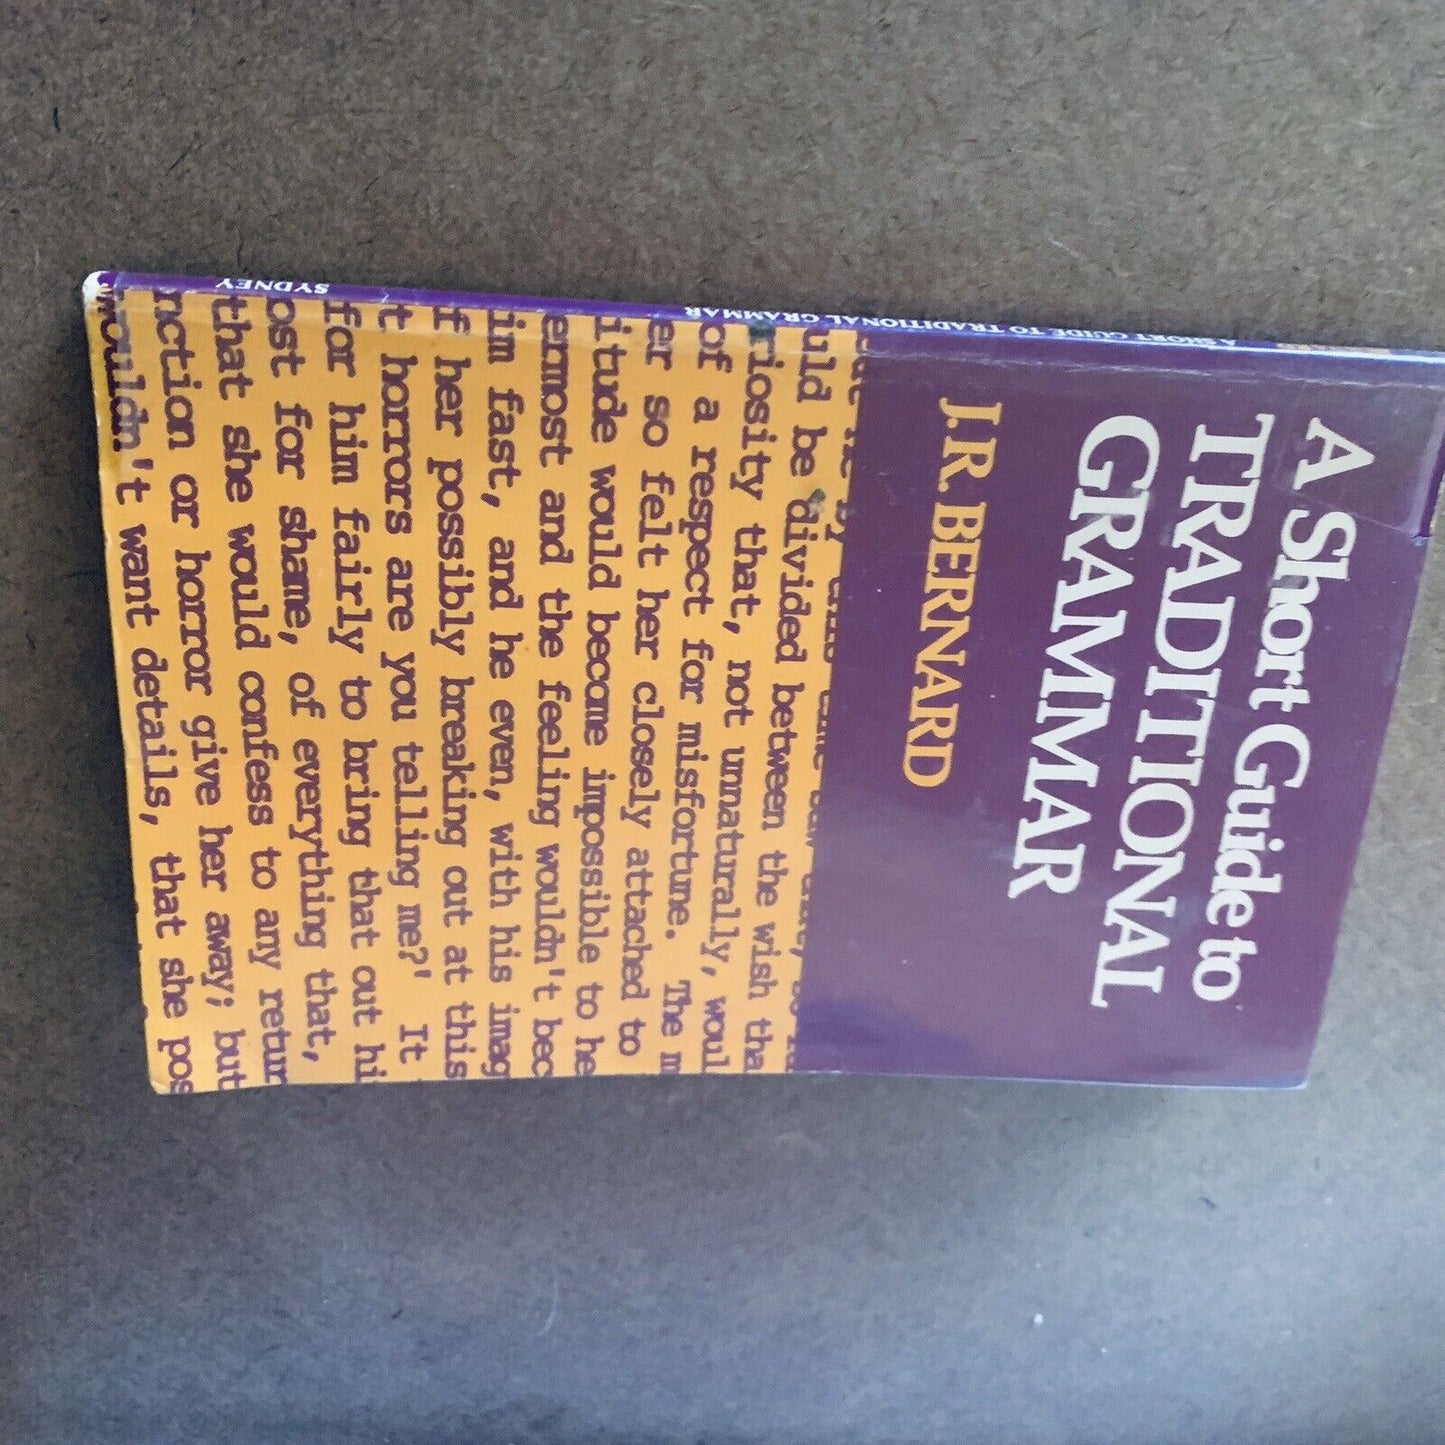 A Short Guide to
TRADITIONAL
GRAMMAR
J.R. BERNARD
uld be divided between the wish tha
riosity that, not unnaturally, woul
of a respect for misfortune. The m
er so felt her closely attached to
itude would become impossible to he
emost and the feeling wouldn't bec
im fast, and he even, with his imag
f her possibly breaking out at this
t horrors are you telling me?' It
for him fairly to bring that out hi
ost for shame, of everything that,
that she would confess to any retur
nction or horror give her away; but
wouldn't want details, that she pos
A SHORT GUIDE TO TRADITIONAL GRAMMAR
SYDNEY